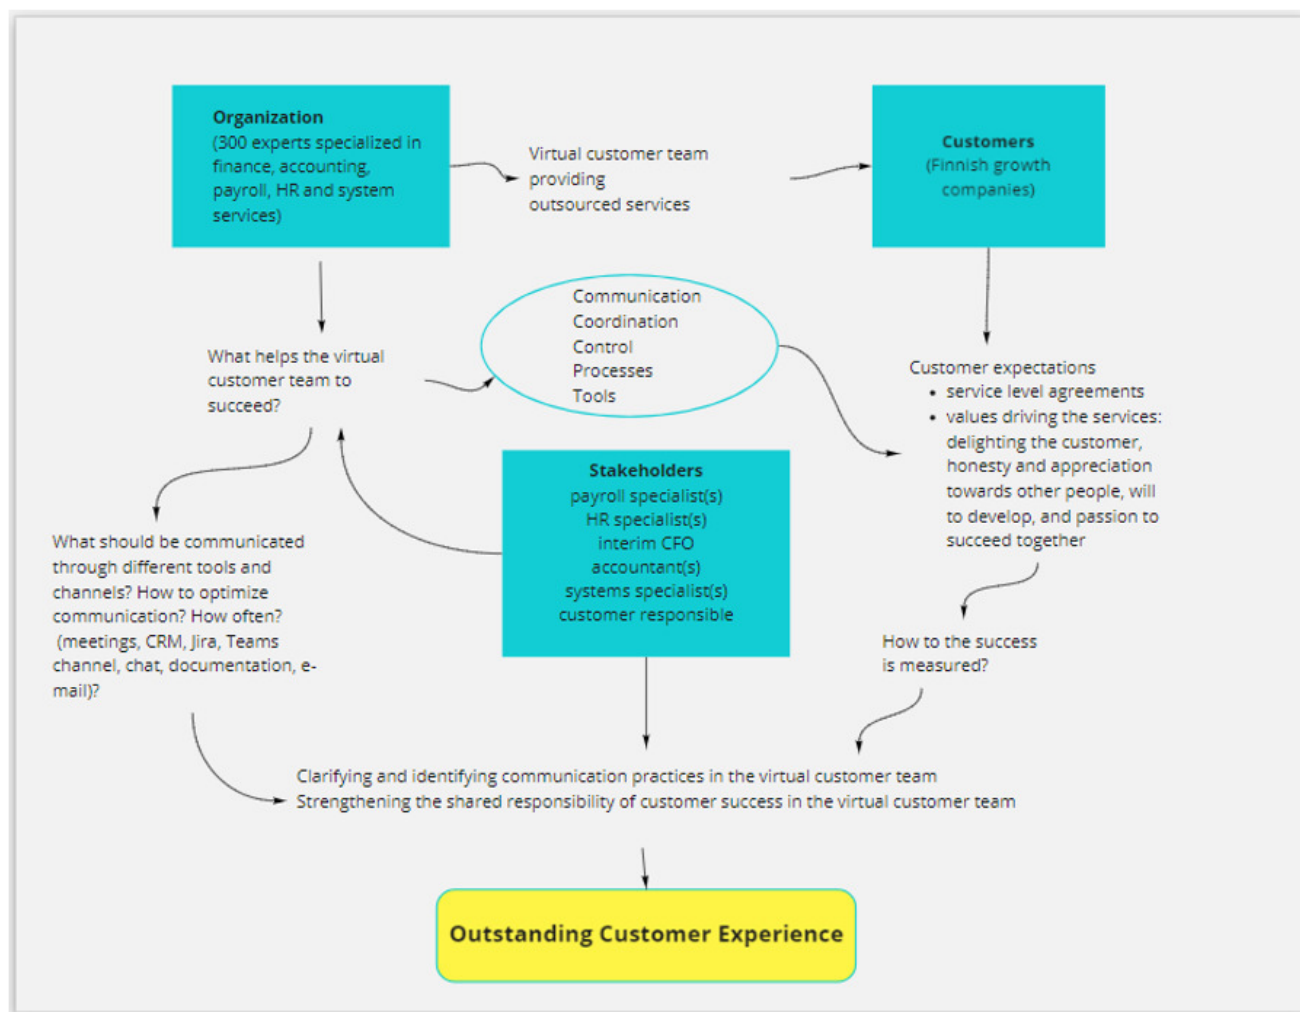 Organization
(300 experts specialized in
finance, accounting,
payroll, HR and system
services)
Virtual customer team
providing
outsourced services
Customers
(Finnish growth
companies)
Communication
Coordination
Control
Processes
Tools
What helps the virtual
customer team to
succeed?
Customer expectations
• service level agreements
• values driving the services:
delighting the customer,
honesty and appreciation
towards other people, will
to develop, and passion to
succeed together
Stakeholders
payroll specialist(s)
HR specialist(s)
interim CFO
accountant(s)
systems specialist(s)
customer responsible
What should be communicated
through different tools and
channels? How to optimize
communication? How often?
(meetings, CRM, Jira, Teams
channel, chat, documentation, e-
mail)?
How to the success
is measured?
Clarifying and identifying communication practices in the virtual customer team
Strengthening the shared responsibility of customer success in the virtual customer team
Outstanding Customer Experience